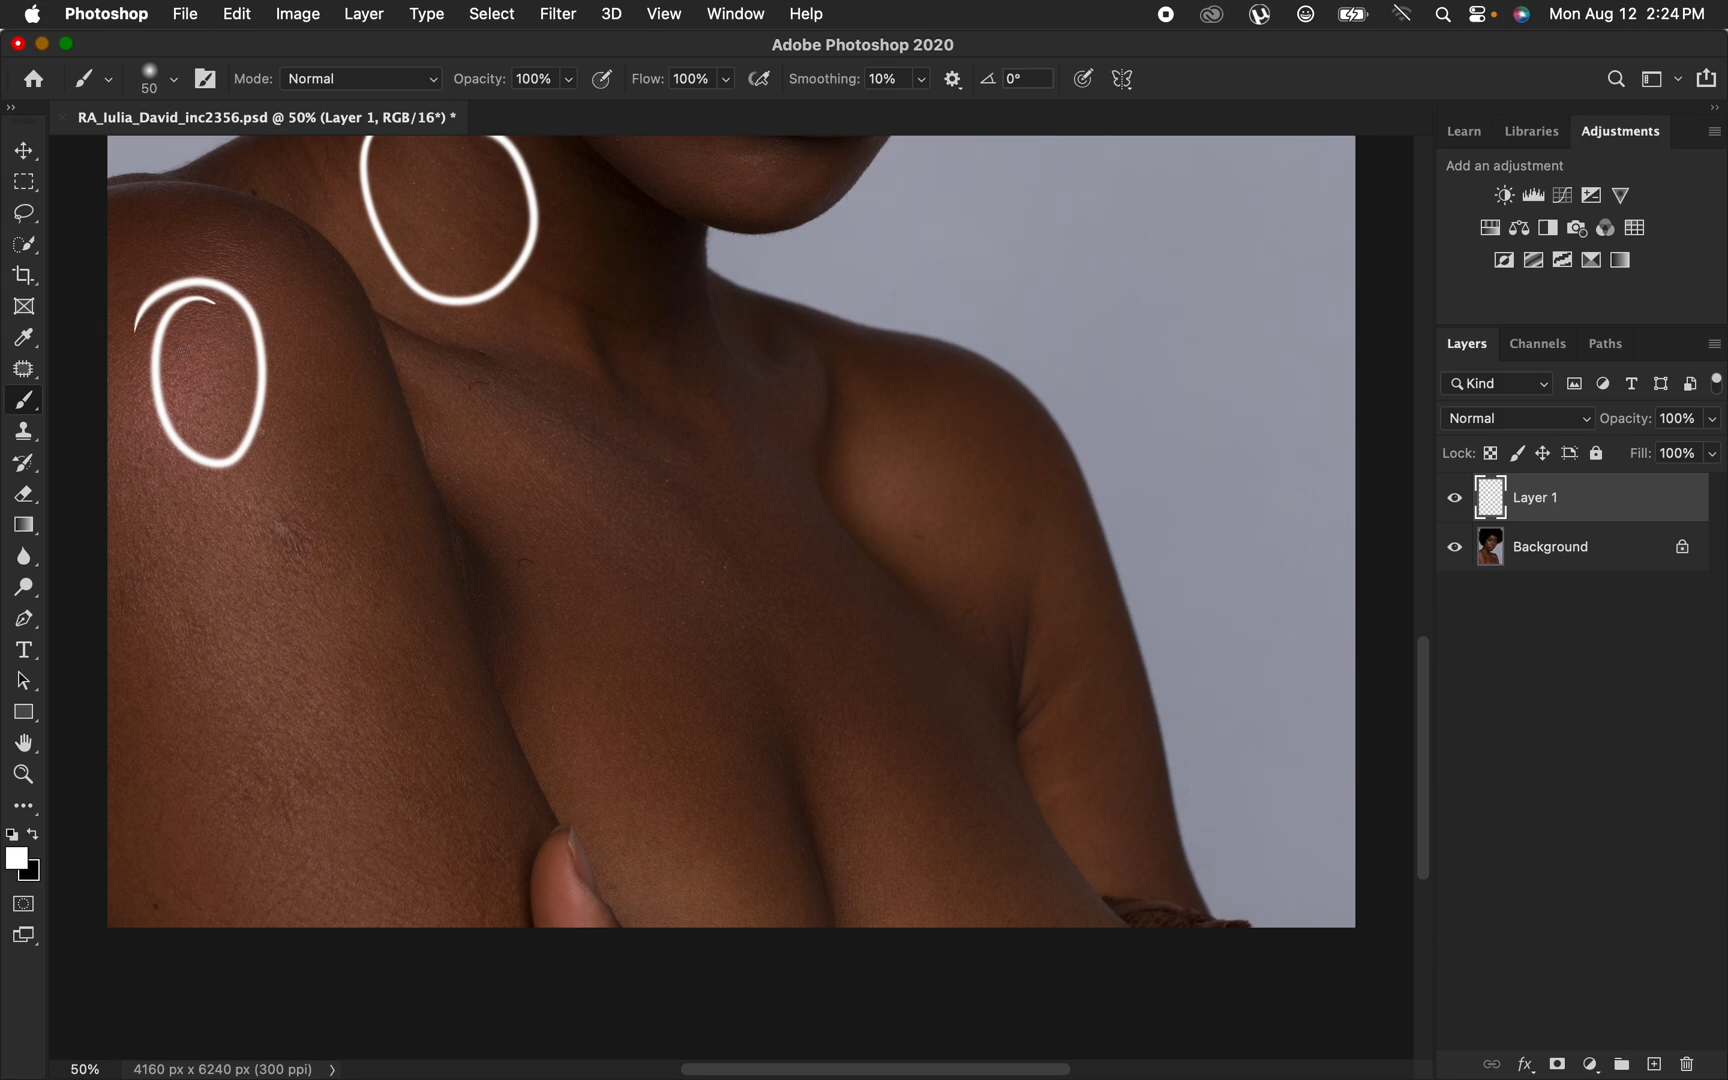 Photoshop File Edit Image Layer Type Select Filter 3D View Window Help Mon Aug 12 2:24 PM
Adobe Photoshop 2020
50 Mode: Normal Opacity: 100% Flow: 100% Smoothing: 10% 0°
RA_Iulia_David_inc2356.psd @ 50% (Layer 1, RGB/16*) *
Learn Libraries Adjustments
Add an adjustment
Layers Channels Paths
Kind
Normal Opacity: 100%
Lock: Fill: 100%
Layer 1
Background
50% 4160 px x 6240 px (300 ppi)